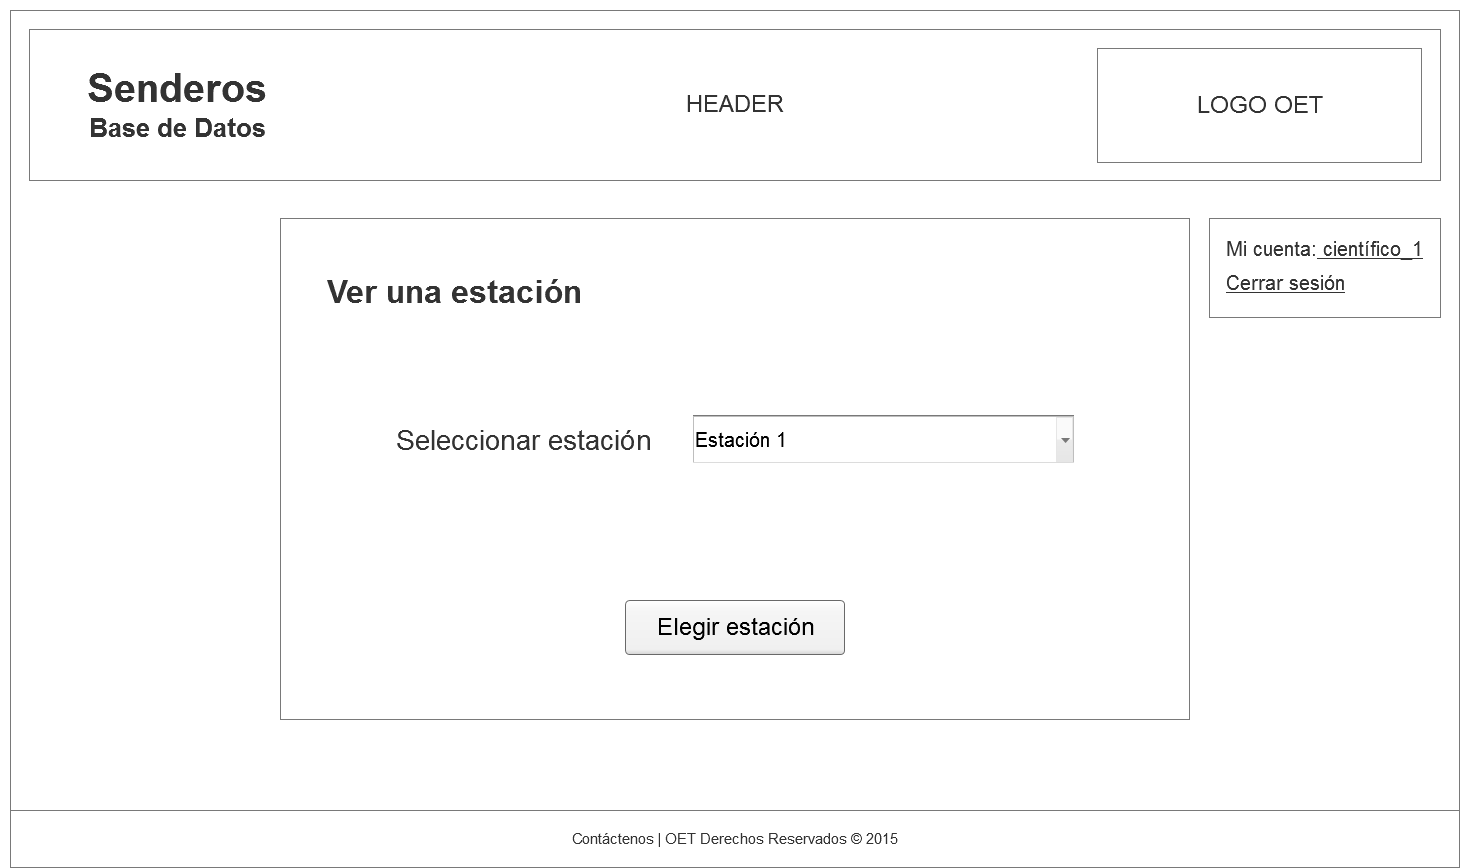 Senderos
Base de Datos
HEADER
LOGO OET
Mi cuenta: científico_1
Cerrar sesión
Ver una estación
Seleccionar estación
Estación 1
Elegir estación
Contáctenos | OET Derechos Reservados © 2015